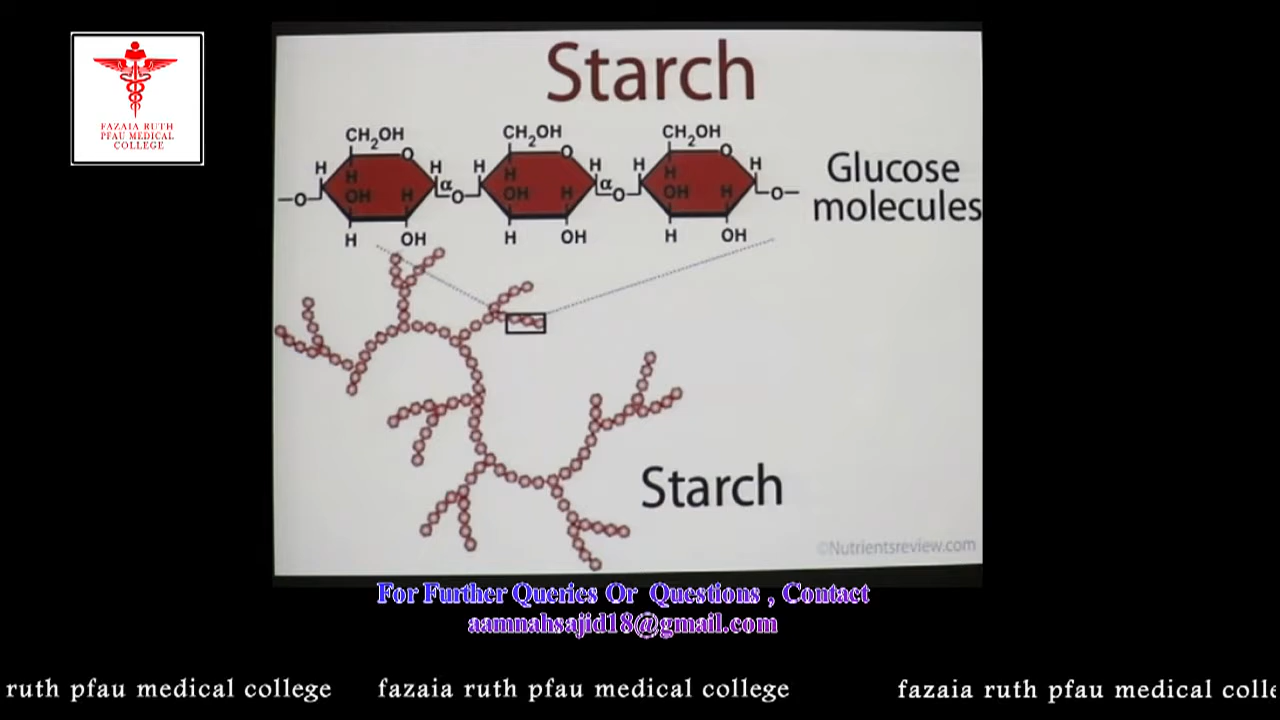 FAZAIA RUTH
PFAU MEDICAL
COLLEGE
Starch
CH₂OH CH₂OH CH₂OH
H O H H O H H O H
H H H
α α
—O OH H O OH H O OH H O—
H OH H OH H OH
Glucose
molecules
Starch
©Nutrientsreview.com
For Further Queries Or Questions , Contact
aamnahsajid18@gmail.com
ruth pfau medical college fazaia ruth pfau medical college fazaia ruth pfau medical colle